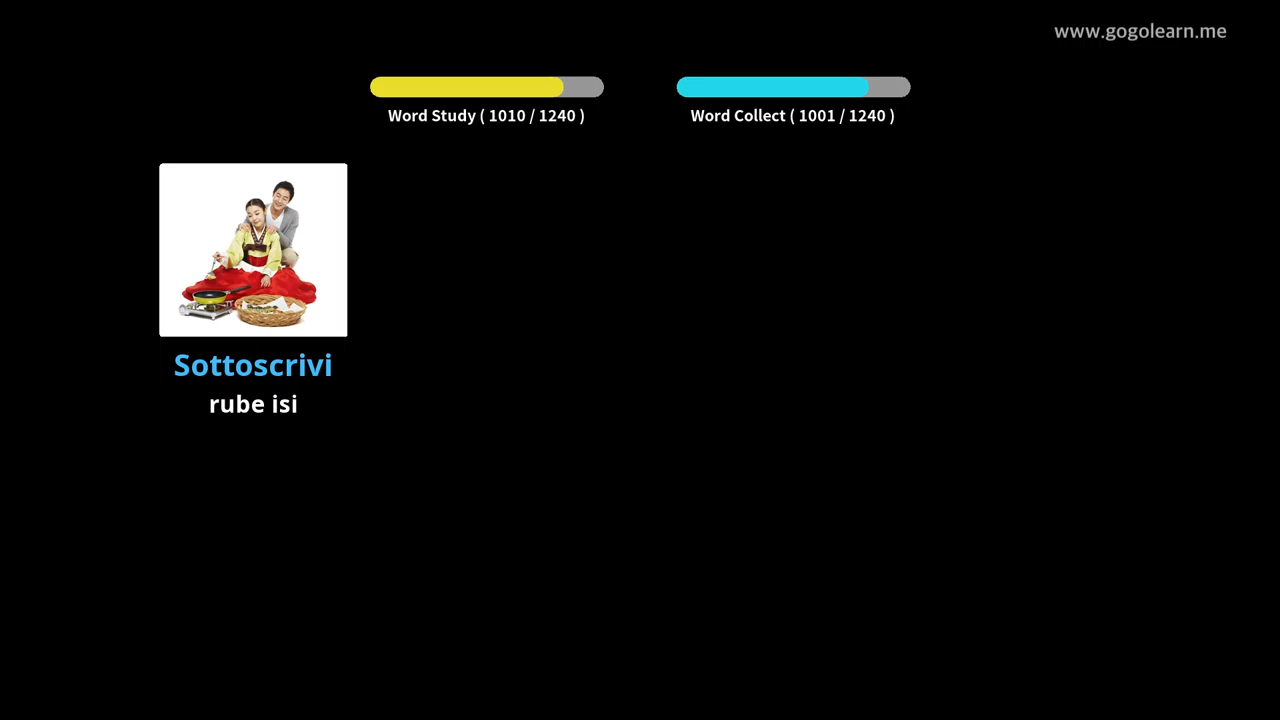 www.gogolearn.me
Word Study ( 1010 / 1240 )
Word Collect ( 1001 / 1240 )
Sottoscrivi
rube isi